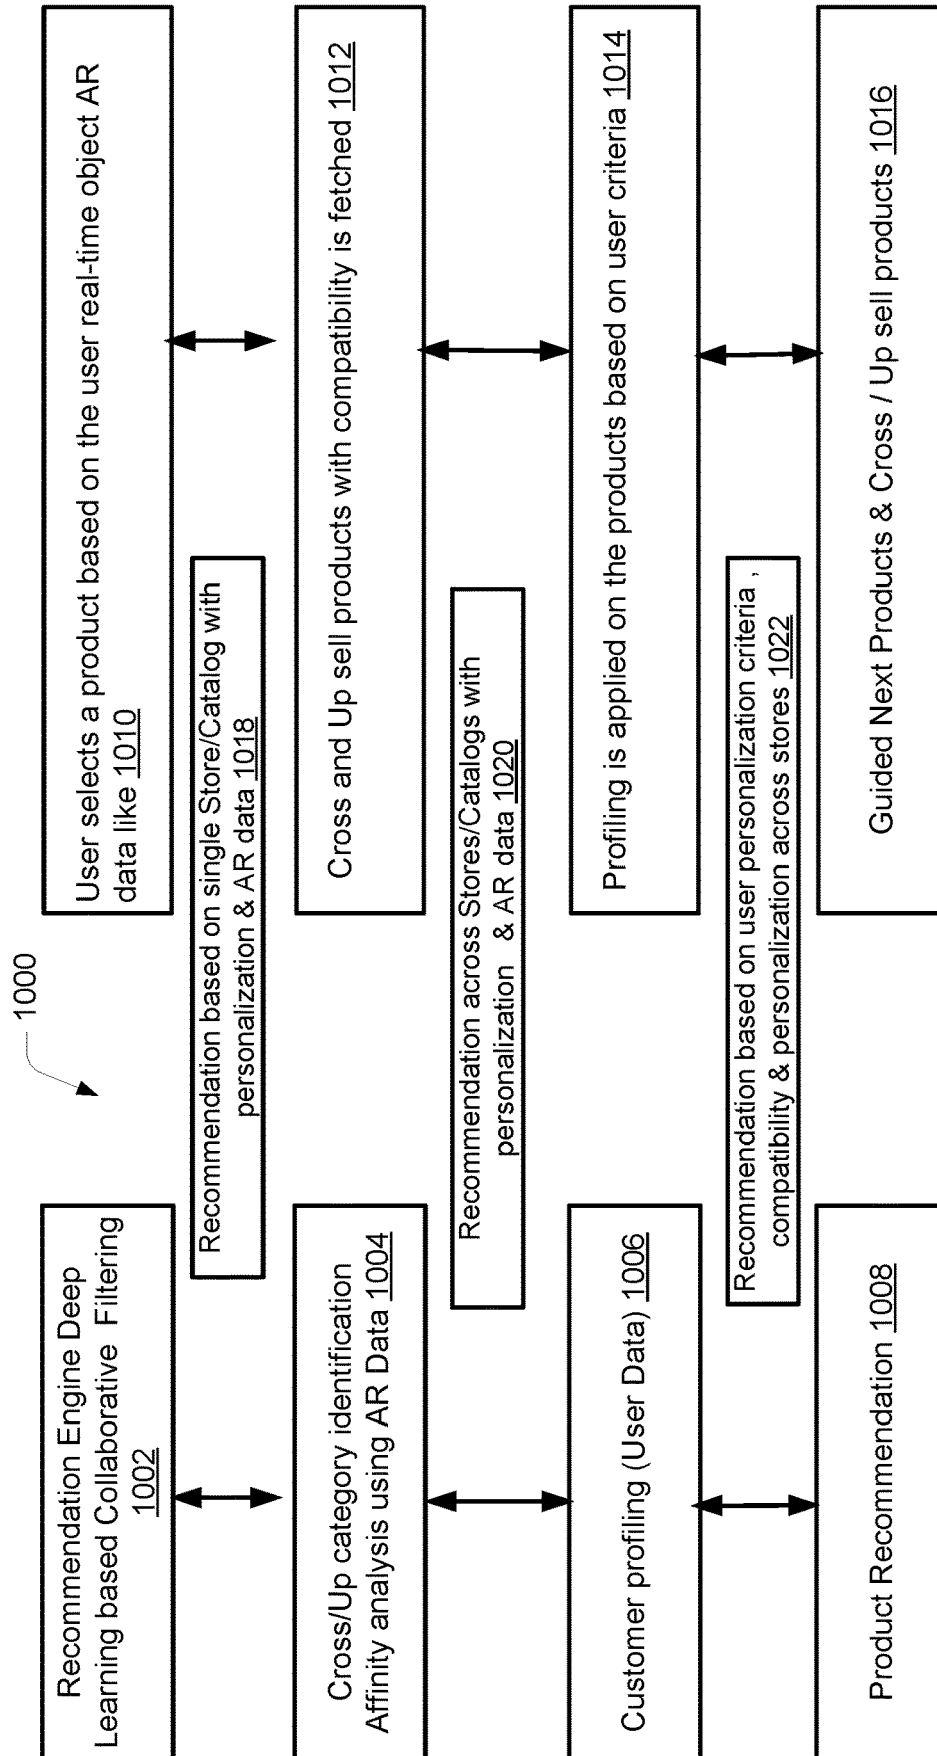 1000
Recommendation Engine Deep
Learning based Collaborative Filtering
1002
Cross/Up category identification
Affinity analysis using AR Data 1004
Customer profiling (User Data) 1006
Product Recommendation 1008
Recommendation based on single Store/Catalog with
personalization & AR data 1018
Recommendation across Stores/Catalogs with
personalization & AR data 1020
Recommendation based on user personalization criteria ,
compatibility & personalization across stores 1022
User selects a product based on the user real-time object AR
data like 1010
Cross and Up sell products with compatibility is fetched 1012
Profiling is applied on the products based on user criteria 1014
Guided Next Products & Cross / Up sell products 1016